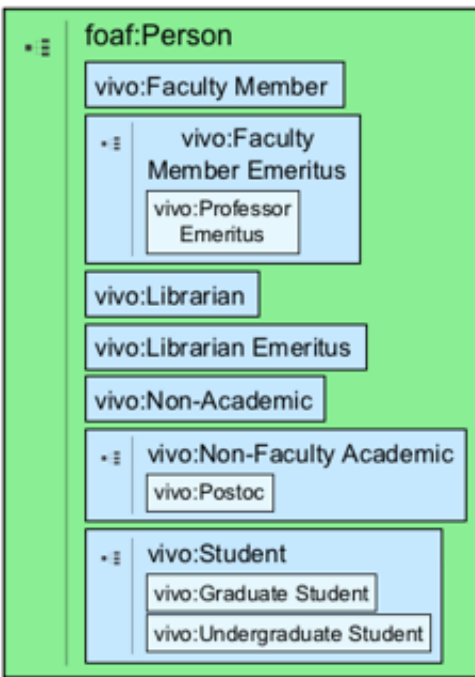 foaf:Person
vivo:Faculty Member
vivo:Faculty
Member Emeritus
vivo:Professor
Emeritus
vivo:Librarian
vivo:Librarian Emeritus
vivo:Non-Academic
vivo:Non-Faculty Academic
vivo:Postoc
vivo:Student
vivo:Graduate Student
vivo:Undergraduate Student